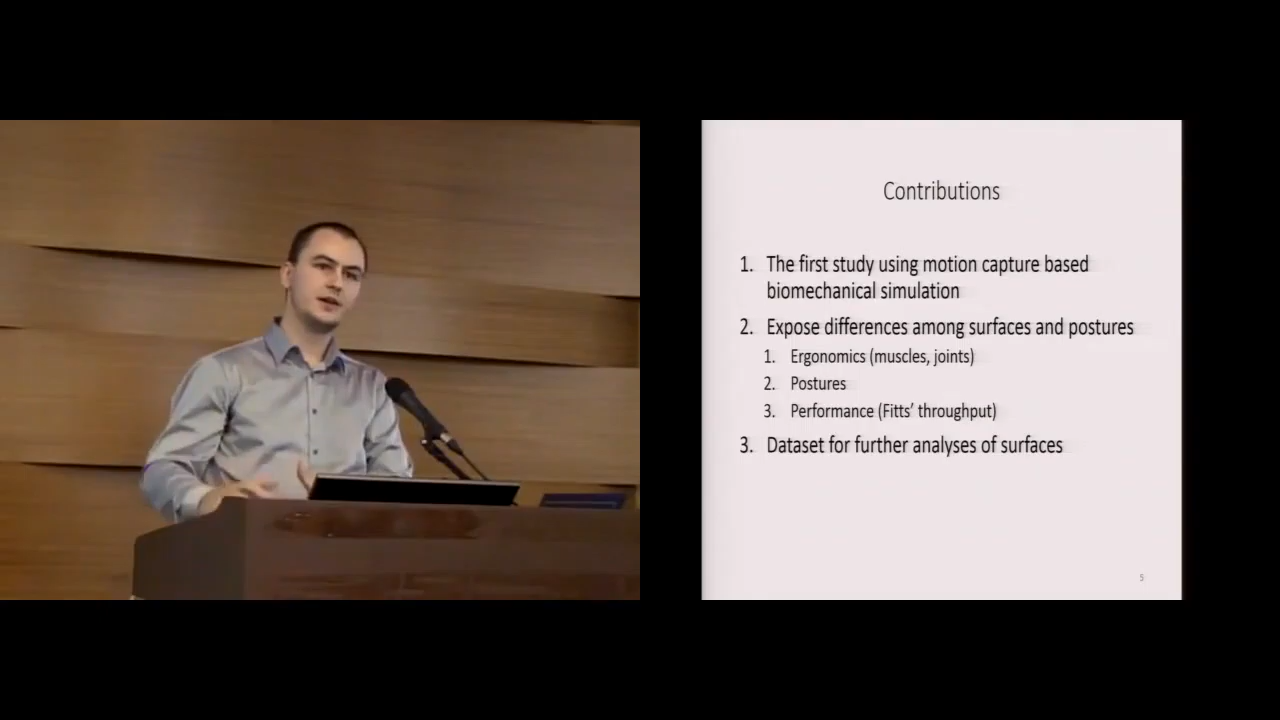 Contributions
1. The first study using motion capture based
biomechanical simulation
2. Expose differences among surfaces and postures
1. Ergonomics (muscles, joints)
2. Postures
3. Performance (Fitts’ throughput)
3. Dataset for further analyses of surfaces
5